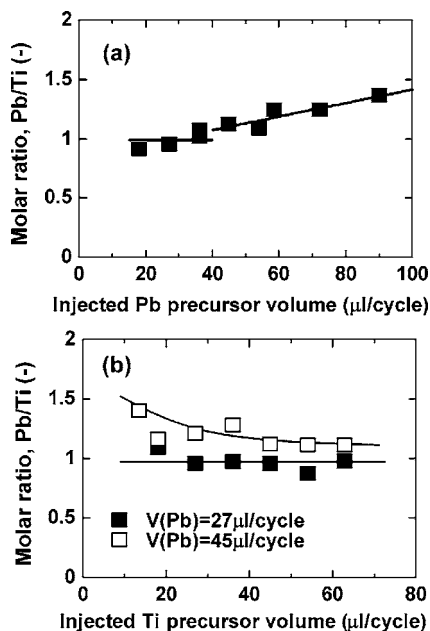 (a)
Molar ratio, Pb/Ti (-)
2
1.5
1
0.5
0
0 20 40 60 80 100
Injected Pb precursor volume (μl/cycle)
(b)
Molar ratio, Pb/Ti (-)
2
1.5
1
0.5
0
V(Pb)=27μl/cycle
V(Pb)=45μl/cycle
0 20 40 60 80
Injected Ti precursor volume (μl/cycle)